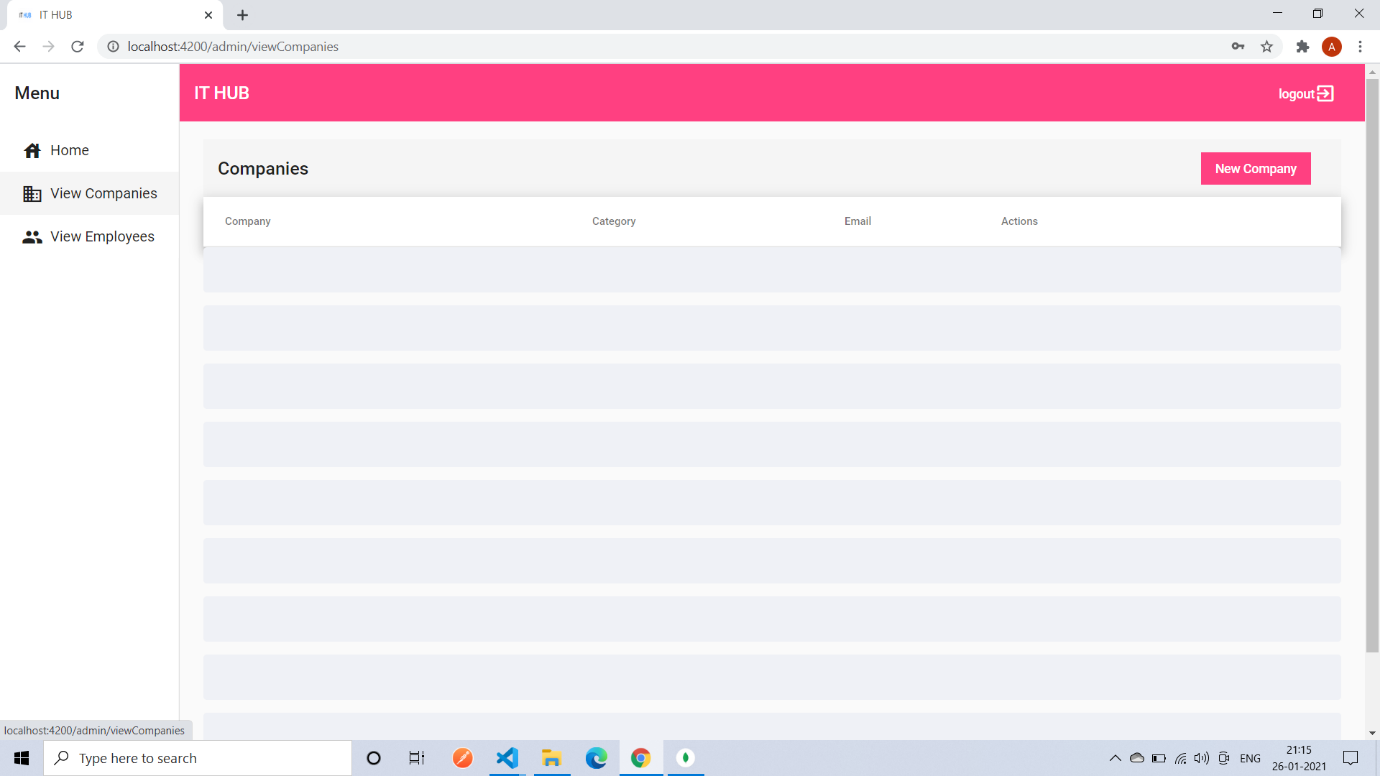 IT HUB
localhost:4200/admin/viewCompanies
A
Menu
IT HUB
logout
Home
View Companies
View Employees
Companies
New Company
Company Category Email Actions
localhost:4200/admin/viewCompanies
Type here to search
ENG
21:15
26-01-2021